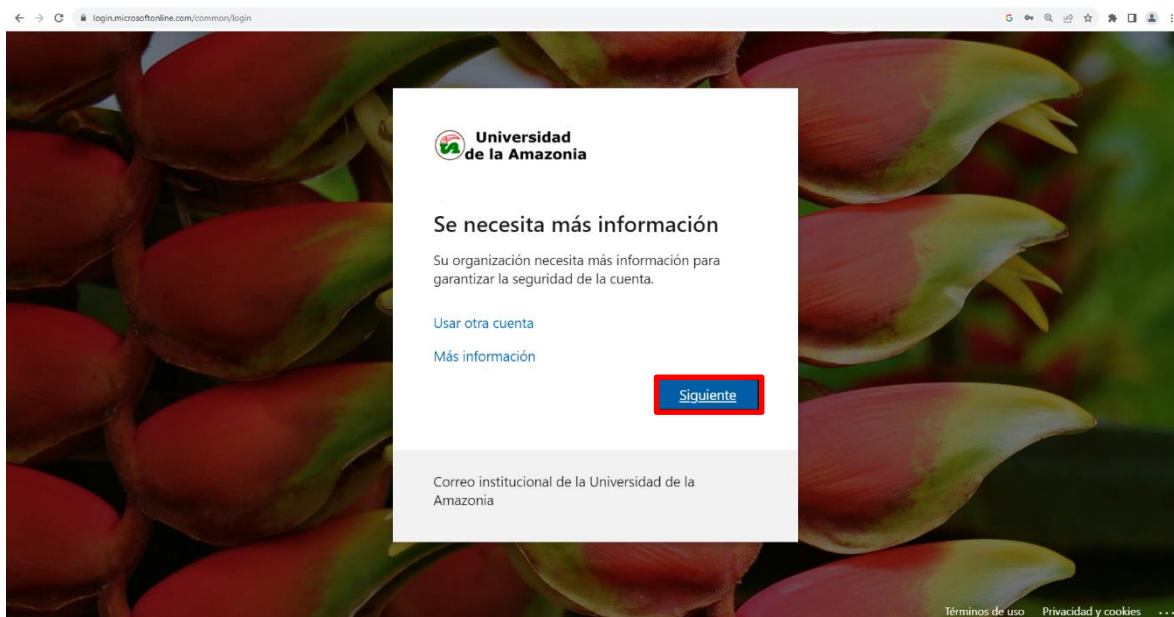 login.microsoftonline.com/common/login
Universidad
de la Amazonia
Se necesita más información
Su organización necesita más información para
garantizar la seguridad de la cuenta.
Usar otra cuenta
Más información
Siguiente
Correo institucional de la Universidad de la
Amazonia
Términos de uso Privacidad y cookies ...